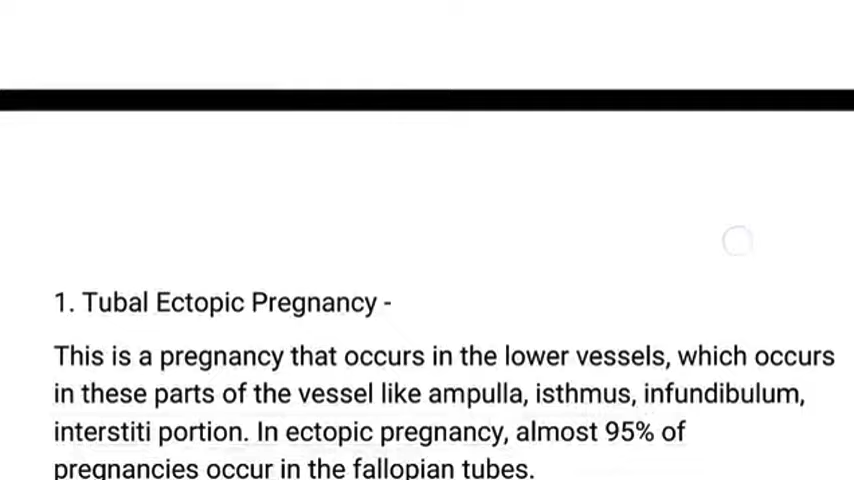 1. Tubal Ectopic Pregnancy -
This is a pregnancy that occurs in the lower vessels, which occurs
in these parts of the vessel like ampulla, isthmus, infundibulum,
interstiti portion. In ectopic pregnancy, almost 95% of
pregnancies occur in the fallopian tubes.